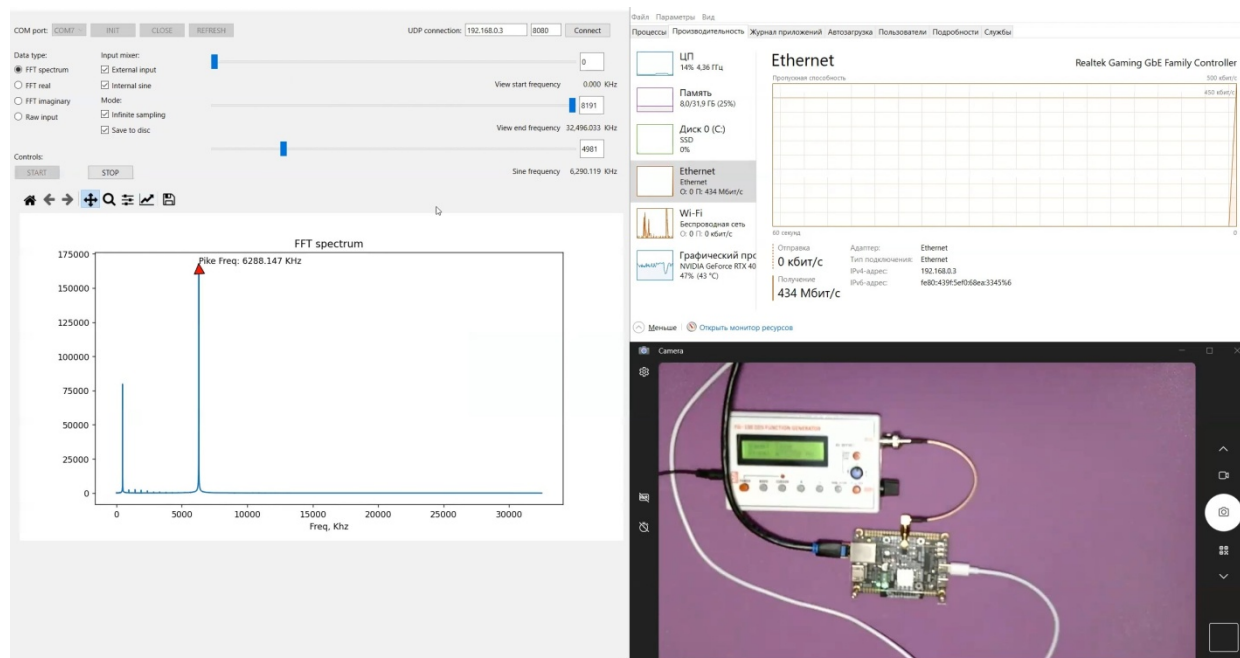 COM port: COM7 INIT CLOSE REFRESH UDP connection: 192.168.0.3 8080 Connect
Data type:
FFT spectrum
FFT real
FFT imaginary
Raw input
Input mixer:
External input
Internal sine
Mode:
Infinite sampling
Save to disc
0
View start frequency 0.000 KHz
8191
View end frequency 32,496.033 KHz
4981
Sine frequency 6,290.119 KHz
Controls:
START STOP
FFT spectrum
Pike Freq: 6288.147 KHz
175000
150000
125000
100000
75000
50000
25000
0
0 5000 10000 15000 20000 25000 30000
Freq, Khz
Файл Параметры Вид
Процессы Производительность Журнал приложений Автозагрузка Пользователи Подробности Службы
ЦП
14% 4,36 ГГц
Память
8,0/31,9 ГБ (25%)
Диск 0 (C:)
SSD
0%
Ethernet
Ethernet
О: 0 П: 434 Мбит/с
Wi-Fi
Беспроводная сеть
О: 0 П: 0 кбит/с
Графический про
NVIDIA GeForce RTX 40
47% (43 °C)
Ethernet Realtek Gaming GbE Family Controller
Пропускная способность 500 кбит/с
450 кбит/с
60 секунд 0
Отправка
0 кбит/с
Получение
434 Мбит/с
Адаптер: Ethernet
Тип подключения: Ethernet
IPv4-адрес: 192.168.0.3
IPv6-адрес: fe80::439f:5ef0:68ea:3345%6
Меньше Открыть монитор ресурсов
Camera
DDS FUNCTION GENERATOR